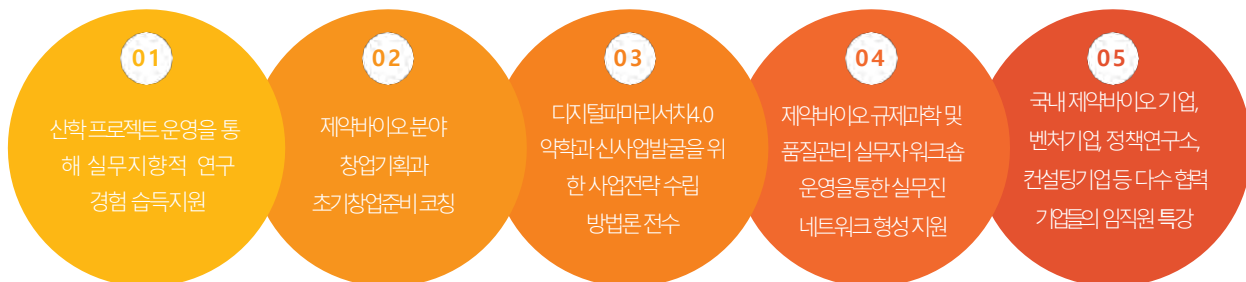 01
산학 프로젝트 운영을 통
해 실무지향적 연구
경험 습득지원
02
제약바이오 분야
창업기획과
초기창업준비 코칭
03
디지털파마리서치4.0
약학과 신사업발굴을 위
한 사업전략 수립
방법론 전수
04
제약바이오 규제과학 및
품질관리 실무자 워크숍
운영을통한 실무진
네트워크 형성 지원
05
국내 제약바이오 기업,
벤처기업, 정책연구소,
컨설팅기업 등 다수 협력
기업들의 임직원 특강